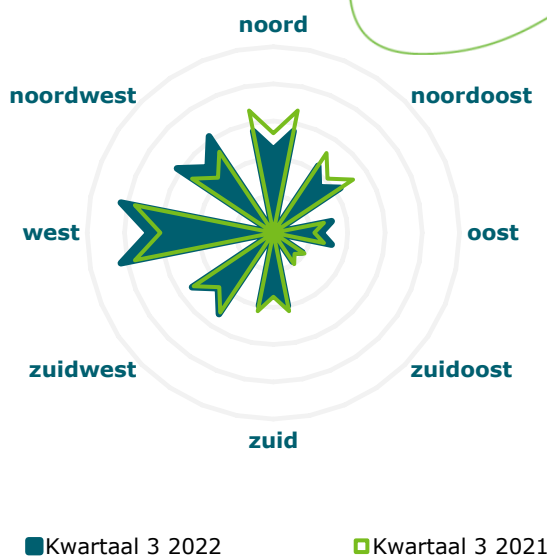 noord
noordwest
noordoost
west
oost
zuidwest
zuidoost
zuid
Kwartaal 3 2022
Kwartaal 3 2021